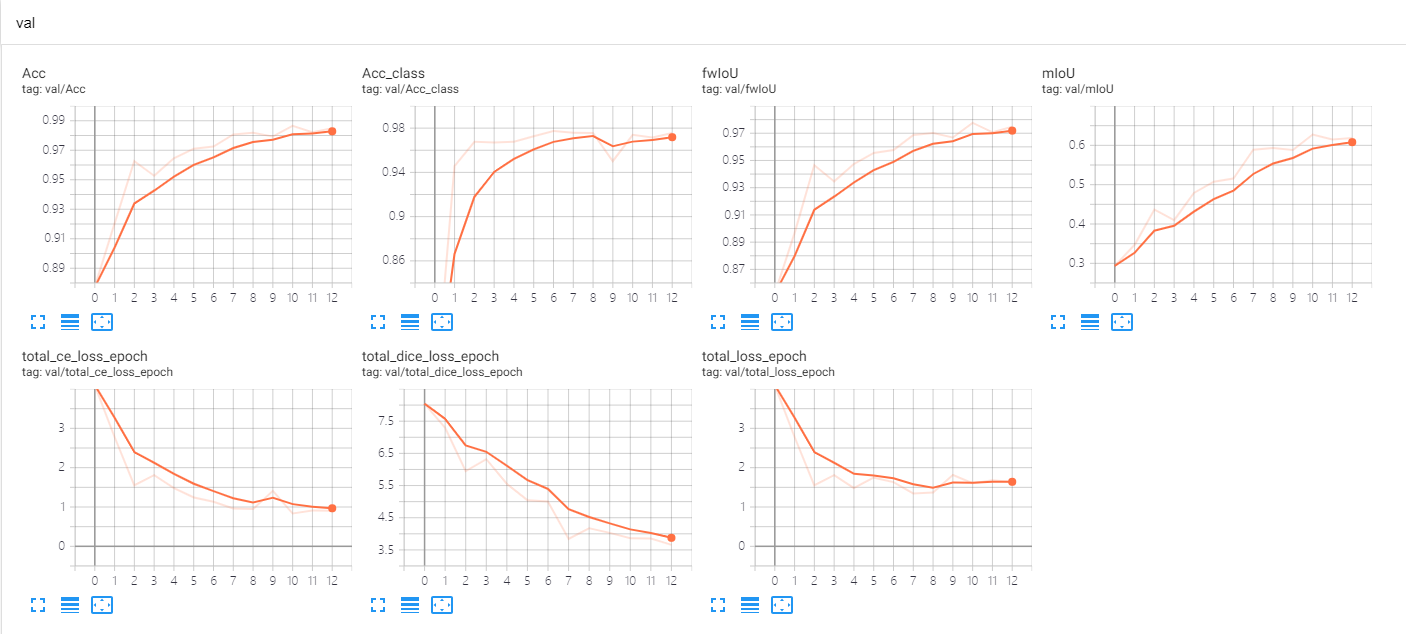 val
Acc
tag: val/Acc
0.99
0.97
0.95
0.93
0.91
0.89
0 1 2 3 4 5 6 7 8 9 10 11 12
Acc_class
tag: val/Acc_class
0.98
0.94
0.9
0.86
0 1 2 3 4 5 6 7 8 9 10 11 12
fwIoU
tag: val/fwIoU
0.97
0.95
0.93
0.91
0.89
0.87
0 1 2 3 4 5 6 7 8 9 10 11 12
mIoU
tag: val/mIoU
0.6
0.5
0.4
0.3
0 1 2 3 4 5 6 7 8 9 10 11 12
total_ce_loss_epoch
tag: val/total_ce_loss_epoch
3
2
1
0
0 1 2 3 4 5 6 7 8 9 10 11 12
total_dice_loss_epoch
tag: val/total_dice_loss_epoch
7.5
6.5
5.5
4.5
3.5
0 1 2 3 4 5 6 7 8 9 10 11 12
total_loss_epoch
tag: val/total_loss_epoch
3
2
1
0
0 1 2 3 4 5 6 7 8 9 10 11 12